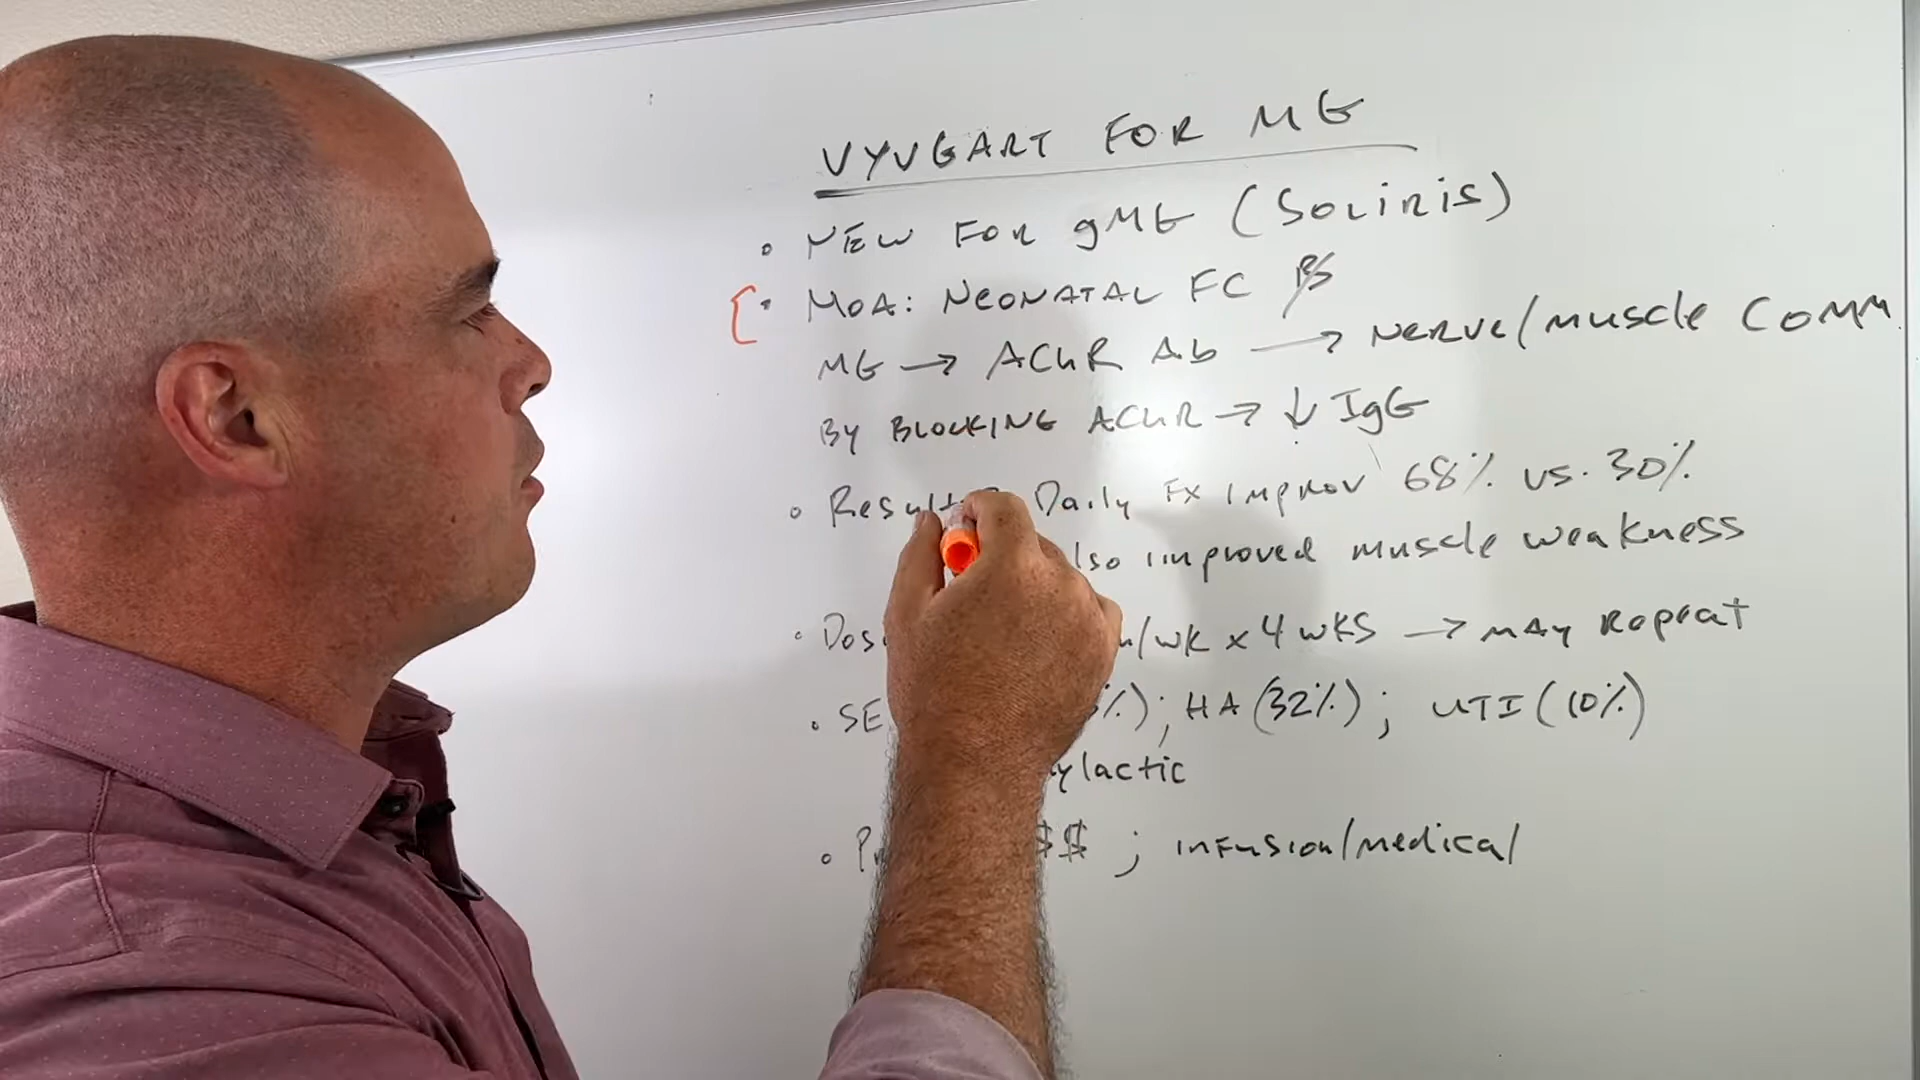 VYVGART FOR MG
• NEW FOR gMG (SOLIRIS)
• MOA: NEONATAL FC
MG → AChR Ab → NERVE/MUSCLE COMM.
BY BLOCKING AChR → ↓ IgG
• Daily FX IMPROV 68% vs. 30%
improved muscle weakness
/WK x 4 WKS → MAY REPEAT
• SE %); HA (32%); UTI (10%)
• $$ ; INFUSION/MEDICAL